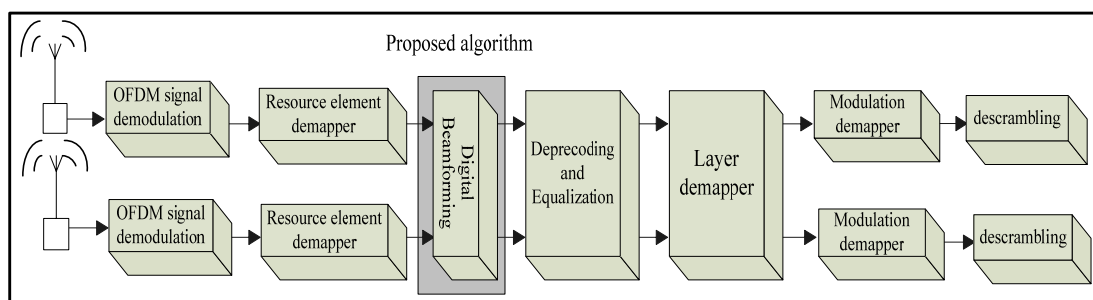 Proposed algorithm
OFDM signal
demodulation
Resource element
demapper
Digital
Beamforming
Deprecoding
and
Equalization
Layer
demapper
Modulation
demapper
descrambling
OFDM signal
demodulation
Resource element
demapper
Modulation
demapper
descrambling